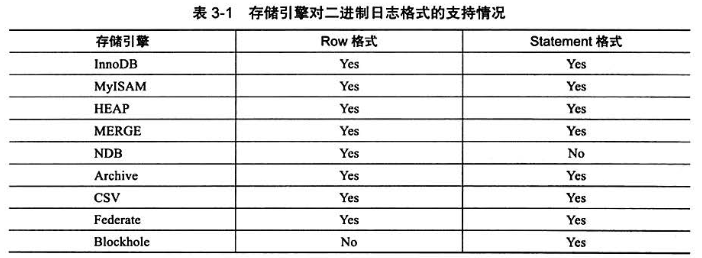 表 3-1 存储引擎对二进制日志格式的支持情况
存储引擎 Row 格式 Statement 格式
InnoDB Yes Yes
MyISAM Yes Yes
HEAP Yes Yes
MERGE Yes Yes
NDB Yes No
Archive Yes Yes
CSV Yes Yes
Federate Yes Yes
Blockhole No Yes